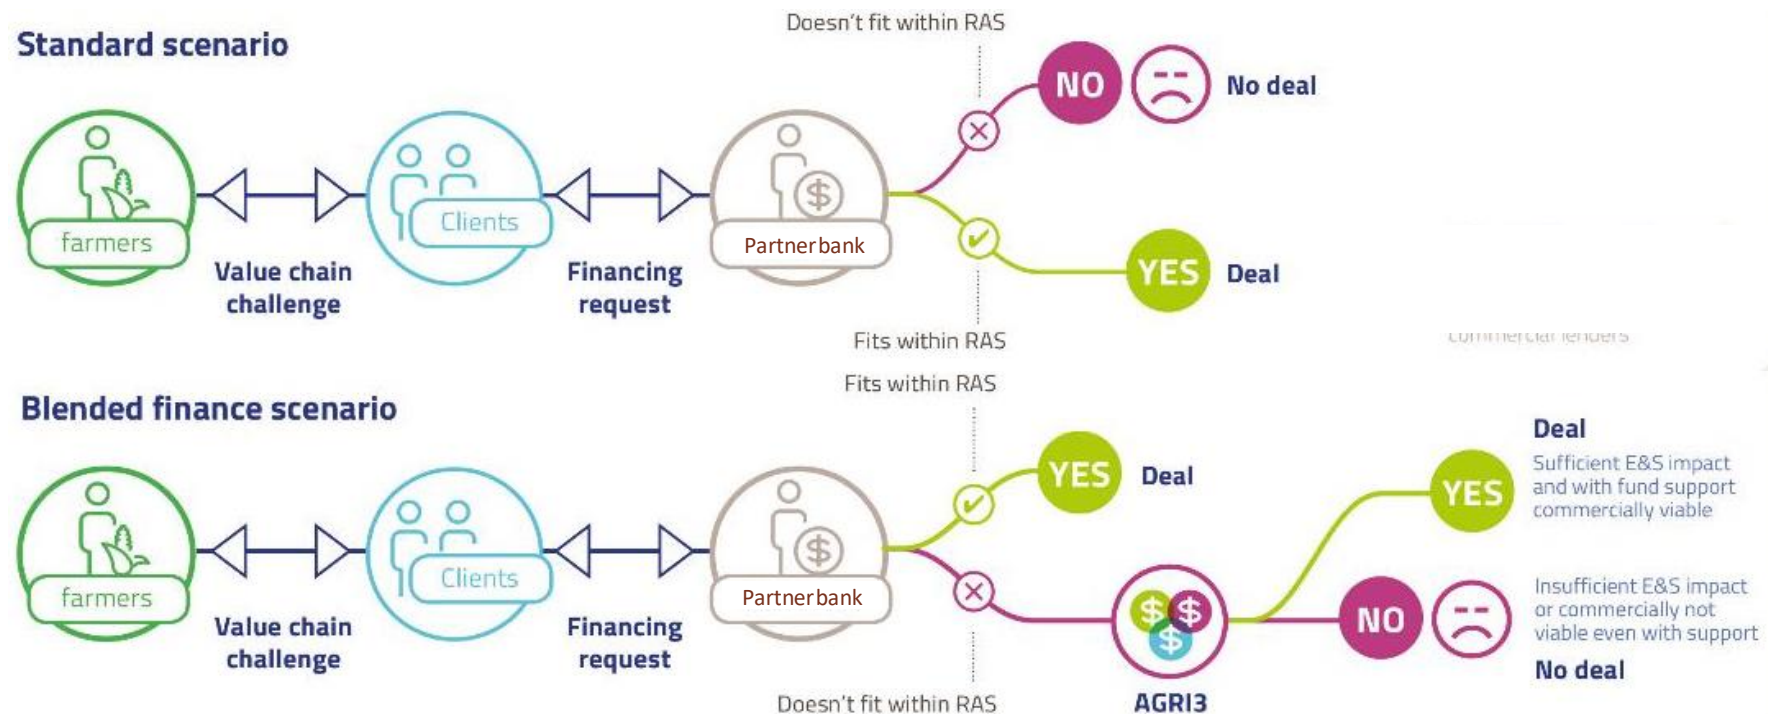 Standard scenario
Doesn't fit within RAS
NO
No deal
farmers
Value chain
challenge
Clients
Financing
request
$
Partnerbank
YES
Deal
Fits within RAS
commercial lenders
Blended finance scenario
Fits within RAS
YES
Deal
farmers
Value chain
challenge
Clients
Financing
request
$
Partnerbank
Doesn't fit within RAS
$ $
$
AGRI3
YES
Deal
Sufficient E&S impact
and with fund support
commercially viable
NO
Insufficient E&S impact
or commercially not
viable even with support
No deal